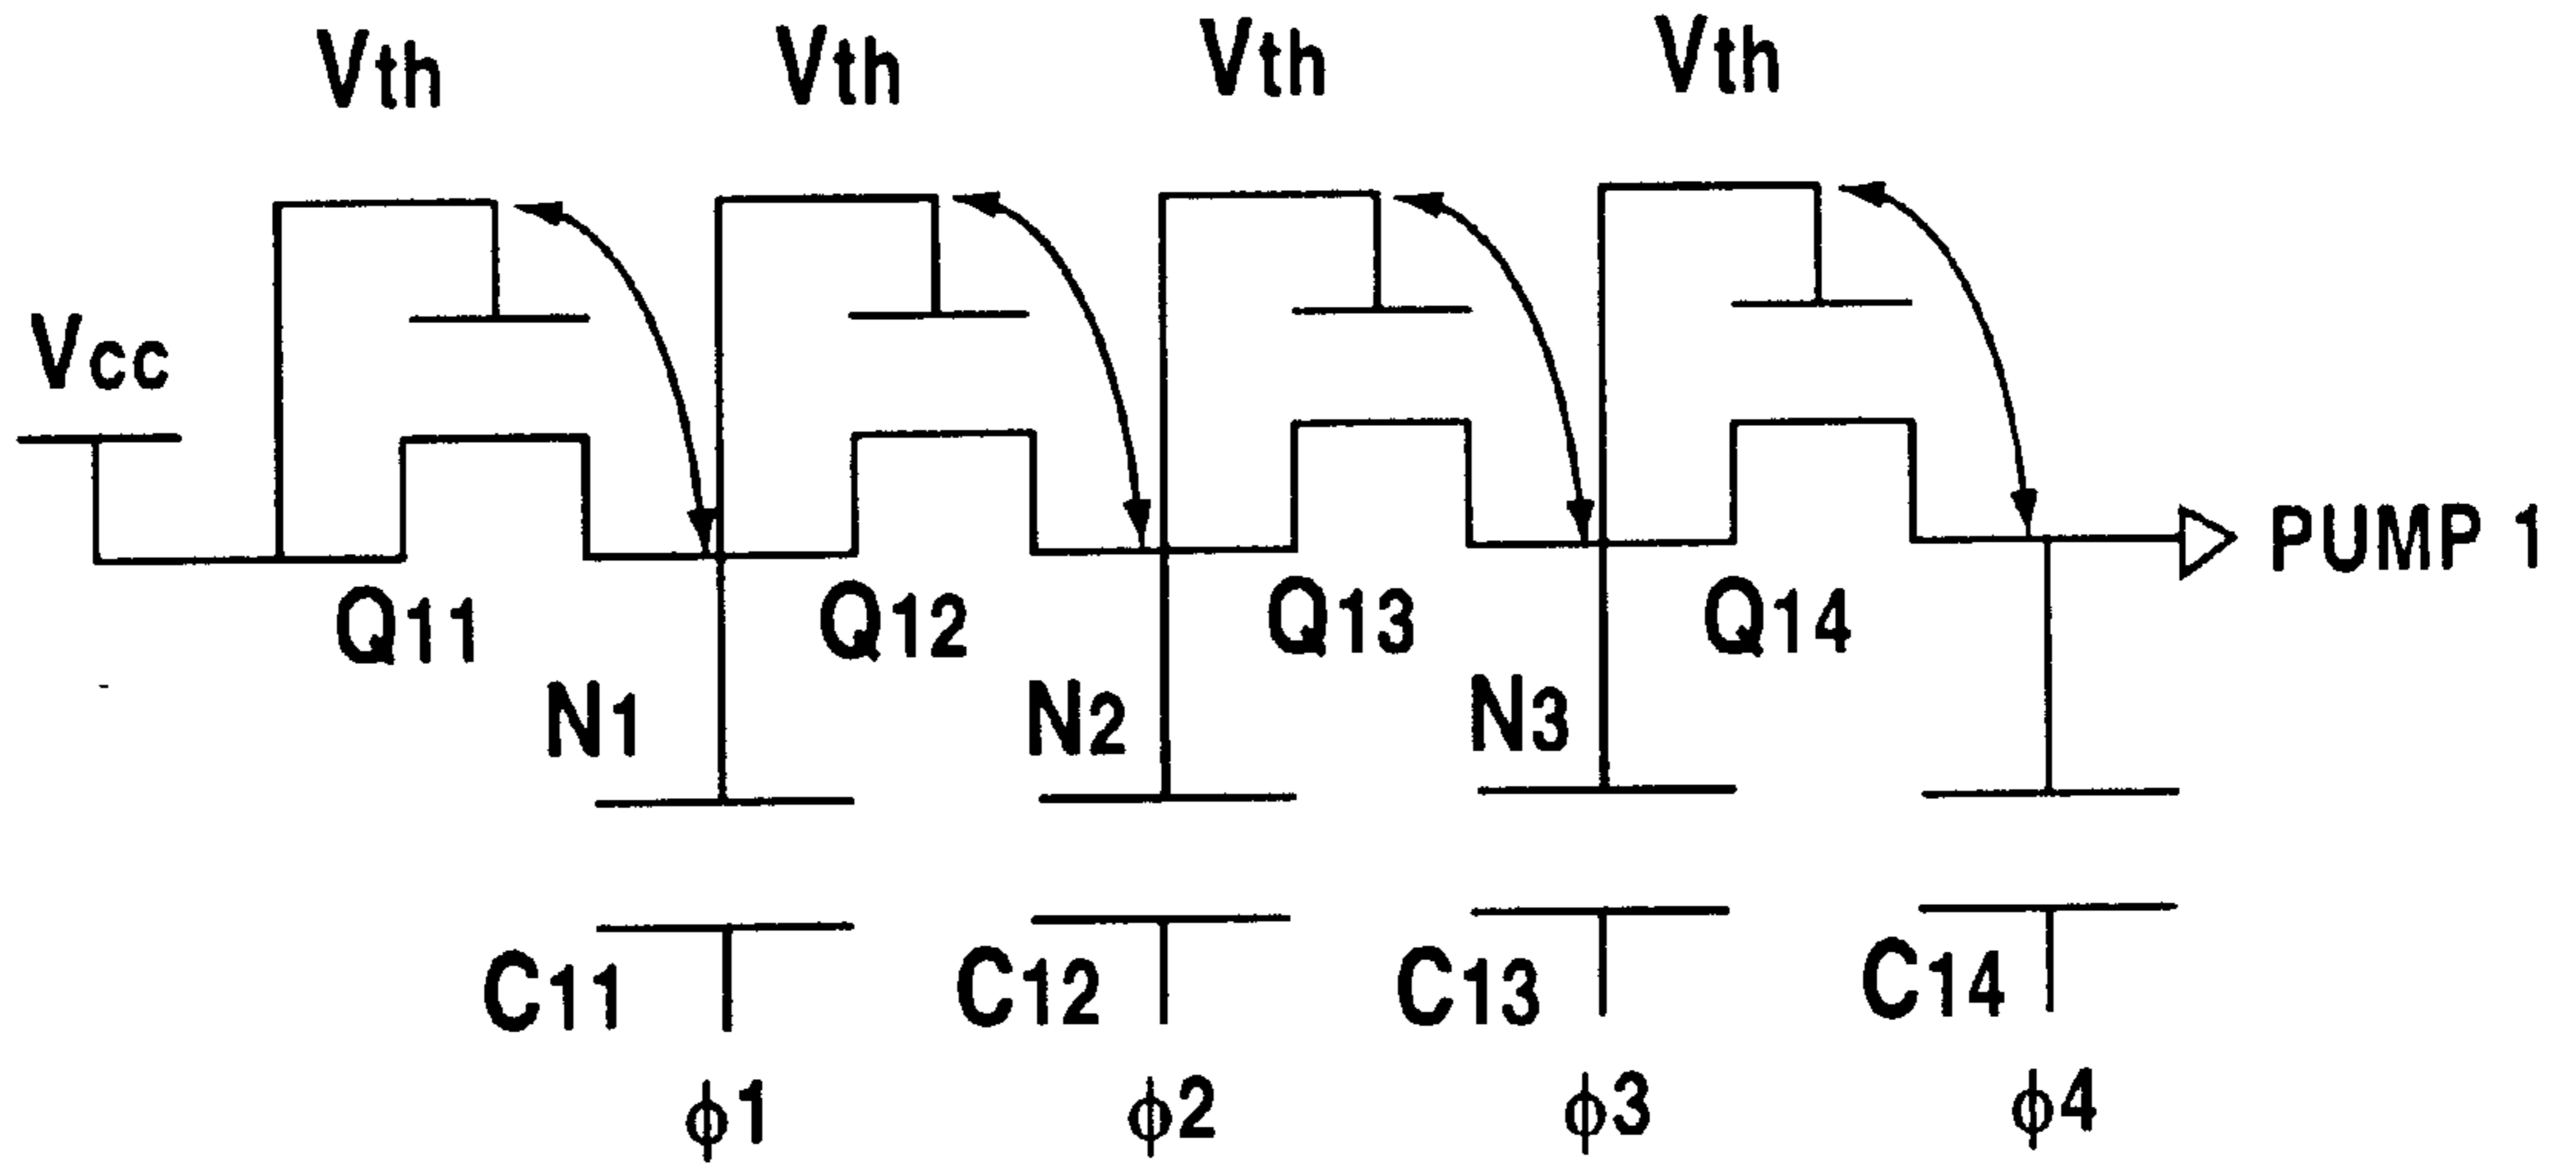 Vth Vth Vth Vth
Vcc
PUMP 1
Q11 Q12 Q13 Q14
N1 N2 N3
C11 C12 C13 C14
ϕ1 ϕ2 ϕ3 ϕ4